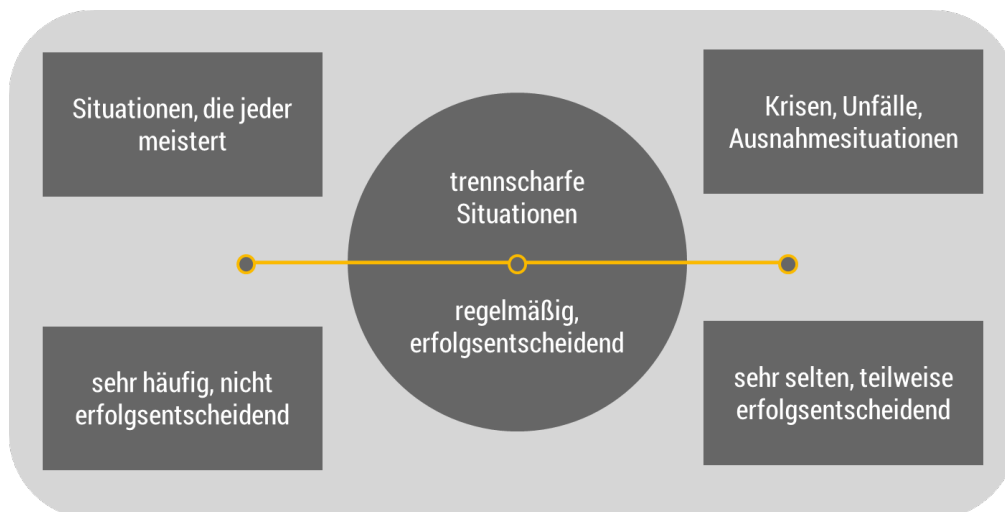 Situationen, die jeder
meistert
trennscharfe
Situationen
Krisen, Unfälle,
Ausnahmesituationen
sehr häufig, nicht
erfolgsentscheidend
regelmäßig,
erfolgsentscheidend
sehr selten, teilweise
erfolgsentscheidend